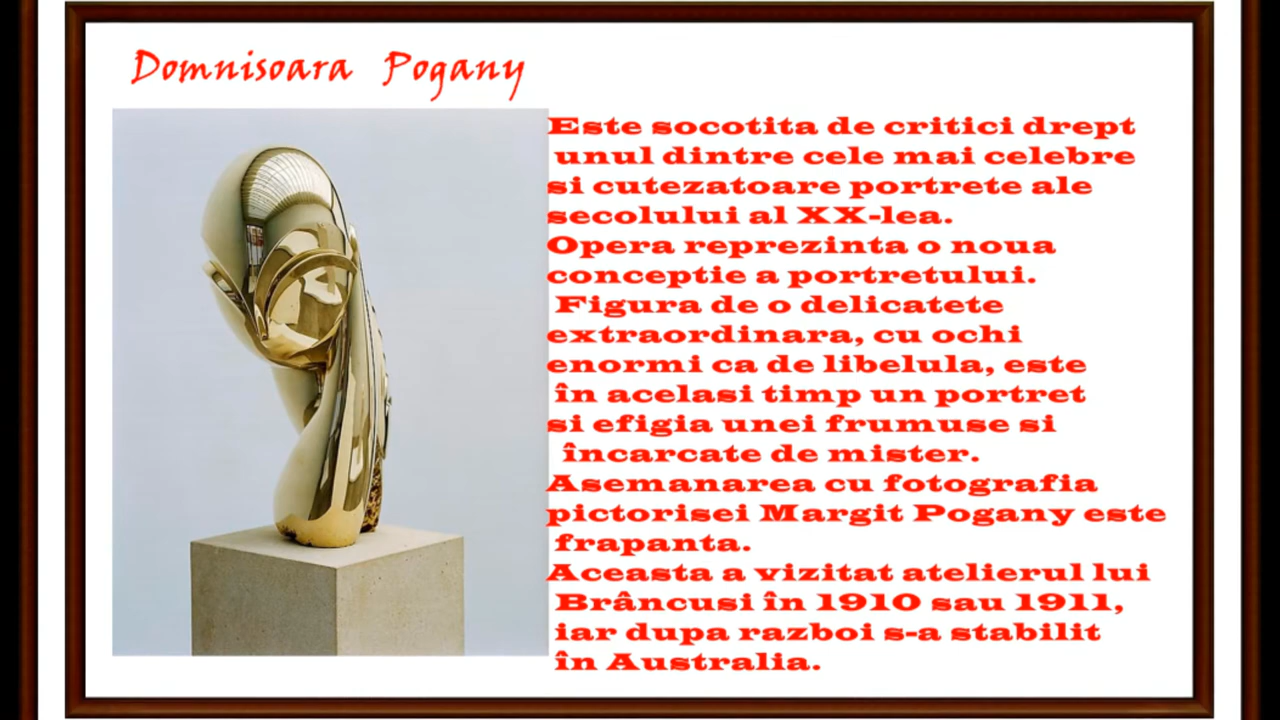 Domnisoara Pogany
Este socotita de critici drept
unul dintre cele mai celebre
si cutezatoare portrete ale
secolului al XX-lea.
Opera reprezinta o noua
conceptie a portretului.
Figura de o delicatete
extraordinara, cu ochi
enormi ca de libelula, este
în acelasi timp un portret
si efigia unei frumuse si
încarcate de mister.
Asemanarea cu fotografia
pictorisei Margit Pogany este
frapanta.
Aceasta a vizitat atelierul lui
Brâncusi în 1910 sau 1911,
iar dupa razboi s-a stabilit
în Australia.